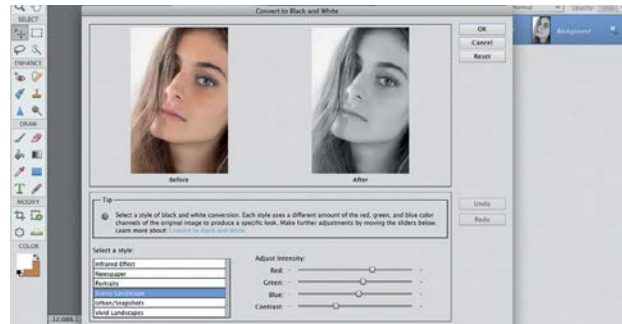 Convert to Black and White
Normal
Opacity:
SELECT
ENHANCE
DRAW
MODIFY
COLOR
Background
OK
Cancel
Reset
Before
After
Tip
Select a style of black and white conversion. Each style uses a different amount of the red, green, and blue color
channels of the original image to produce a specific look. Make further adjustments by moving the sliders below.
Learn more about: Convert to Black and White
Undo
Redo
Select a style:
Infrared Effect
Newspaper
Portraits
Scenic Landscape
Urban/Snapshots
Vivid Landscapes
Adjust Intensity:
Red:
Green:
Blue:
Contrast:
12.08%